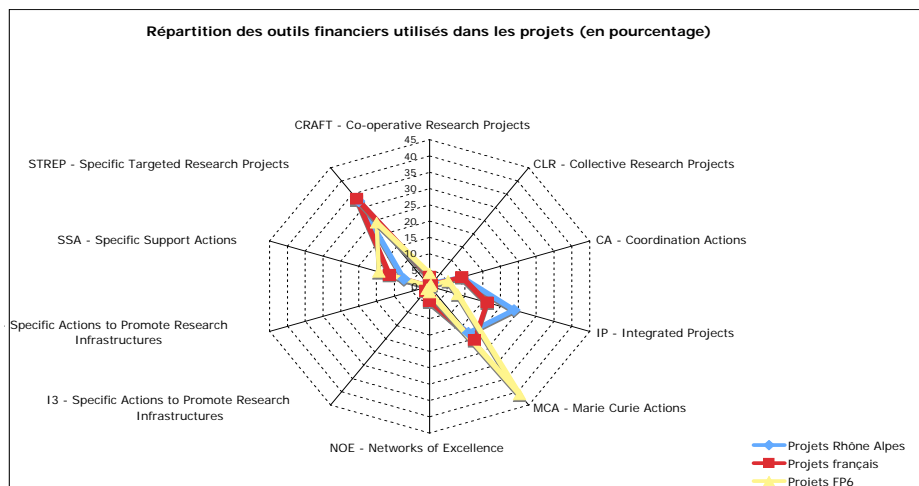 Répartition des outils financiers utilisés dans les projets (en pourcentage)
CRAFT - Co-operative Research Projects
STREP - Specific Targeted Research Projects
CLR - Collective Research Projects
SSA - Specific Support Actions
CA - Coordination Actions
Specific Actions to Promote Research
Infrastructures
IP - Integrated Projects
I3 - Specific Actions to Promote Research
Infrastructures
MCA - Marie Curie Actions
NOE - Networks of Excellence
45
40
35
30
25
20
15
10
5
0
Projets Rhône Alpes
Projets français
Projets FP6